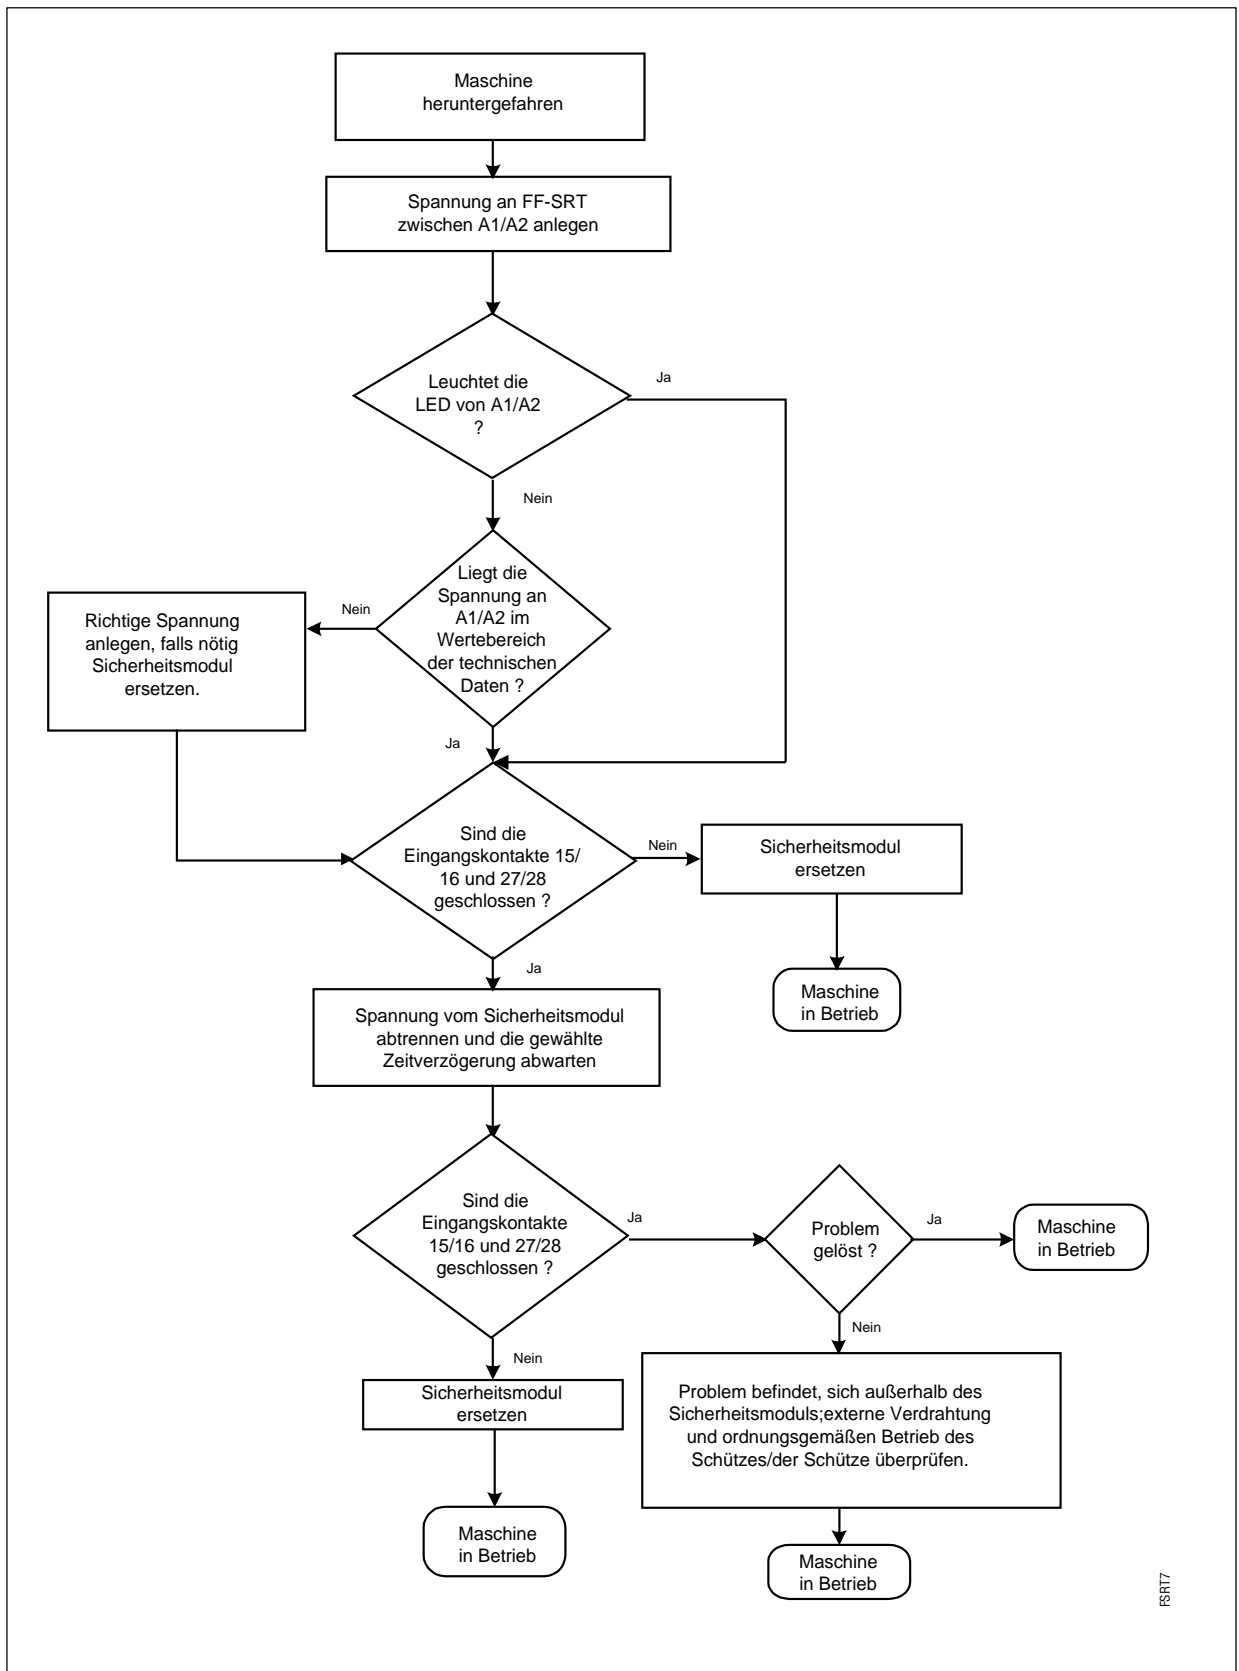 Maschine
heruntergefahren
Spannung an FF-SRT
zwischen A1/A2 anlegen
Leuchtet die
LED von A1/A2
?
Ja
Nein
Liegt die
Spannung an
A1/A2 im
Wertebereich
der technischen
Daten ?
Nein
Richtige Spannung
anlegen, falls nötig
Sicherheitsmodul
ersetzen.
Ja
Sind die
Eingangskontakte 15/
16 und 27/28
geschlossen ?
Nein
Sicherheitsmodul
ersetzen
Maschine
in Betrieb
Ja
Spannung vom Sicherheitsmodul
abtrennen und die gewählte
Zeitverzögerung abwarten
Sind die
Eingangskontakte
15/16 und 27/28
geschlossen ?
Ja
Problem
gelöst ?
Ja
Maschine
in Betrieb
Nein
Nein
Sicherheitsmodul
ersetzen
Problem befindet, sich außerhalb des
Sicherheitsmoduls;externe Verdrahtung
und ordnungsgemäßen Betrieb des
Schützes/der Schütze überprüfen.
Maschine
in Betrieb
Maschine
in Betrieb
FSRT7